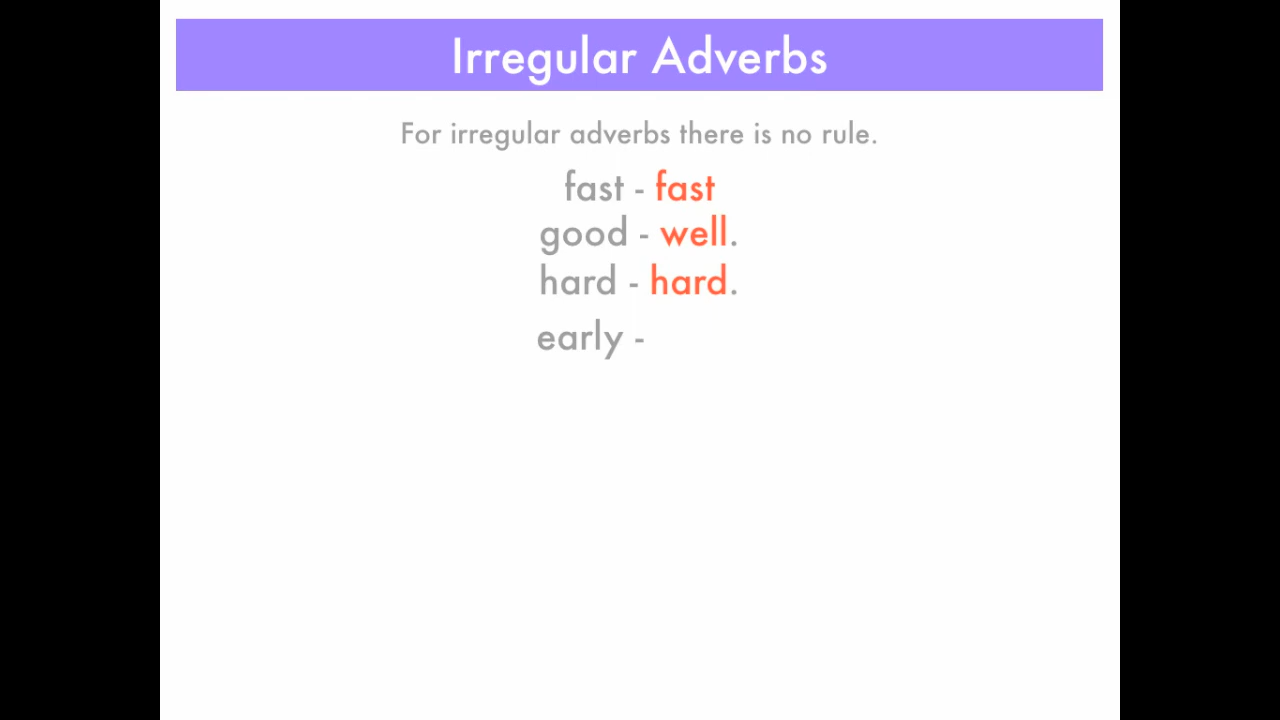 Irregular Adverbs
For irregular adverbs there is no rule.
fast - fast
good - well.
hard - hard.
early -